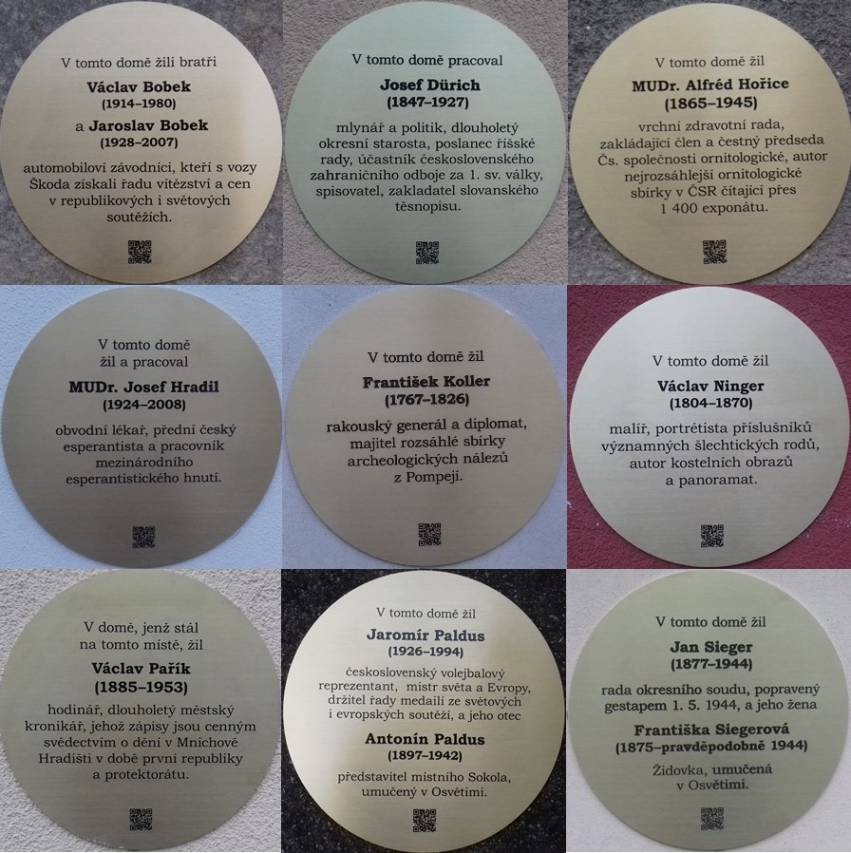 V tomto domě žili bratři
Václav Bobek
(1914–1980)
a Jaroslav Bobek
(1928–2007)
automobiloví závodníci, kteří s vozy
Škoda získali řadu vítězství a cen
v republikových i světových
soutěžích.
V tomto domě pracoval
Josef Dürich
(1847–1927)
mlynář a politik, dlouholetý
okresní starosta, poslanec říšské
rady, účastník československého
zahraničního odboje za 1. sv. války,
spisovatel, zakladatel slovanského
těsnopisu.
V tomto domě žil
MUDr. Alfréd Hořice
(1865–1945)
vrchní zdravotní rada,
zakládající člen a čestný předseda
Čs. společnosti ornitologické, autor
nejrozsáhlejší ornitologické
sbírky v ČSR čítající přes
1 400 exponátu.
V tomto domě
žil a pracoval
MUDr. Josef Hradil
(1924–2008)
obvodní lékař, přední český
esperantista a pracovník
mezinárodního
esperantistického hnutí.
V tomto domě žil
František Koller
(1767–1826)
rakouský generál a diplomat,
majitel rozsáhlé sbírky
archeologických nálezů
z Pompejí.
V tomto domě žil
Václav Ninger
(1804–1870)
malíř, portrétista příslušníků
významných šlechtických rodů,
autor kostelních obrazů
a panoramat.
V domě, jenž stál
na tomto místě, žil
Václav Pařík
(1885–1953)
hodinář, dlouholetý městský
kronikář, jehož zápisy jsou cenným
svědectvím o dění v Mnichově
Hradišti v době první republiky
a protektorátu.
V tomto domě žil
Jaromír Paldus
(1926–1994)
československý volejbalový
reprezentant, mistr světa a Evropy,
držitel řady medailí ze světových
i evropských soutěží, a jeho otec
Antonín Paldus
(1897–1942)
představitel místního Sokola,
umučený v Osvětimi.
V tomto domě žil
Jan Sieger
(1877–1944)
rada okresního soudu, popravený
gestapem 1. 5. 1944, a jeho žena
Františka Siegerová
(1875–pravděpodobně 1944)
Židovka, umučená
v Osvětimi.